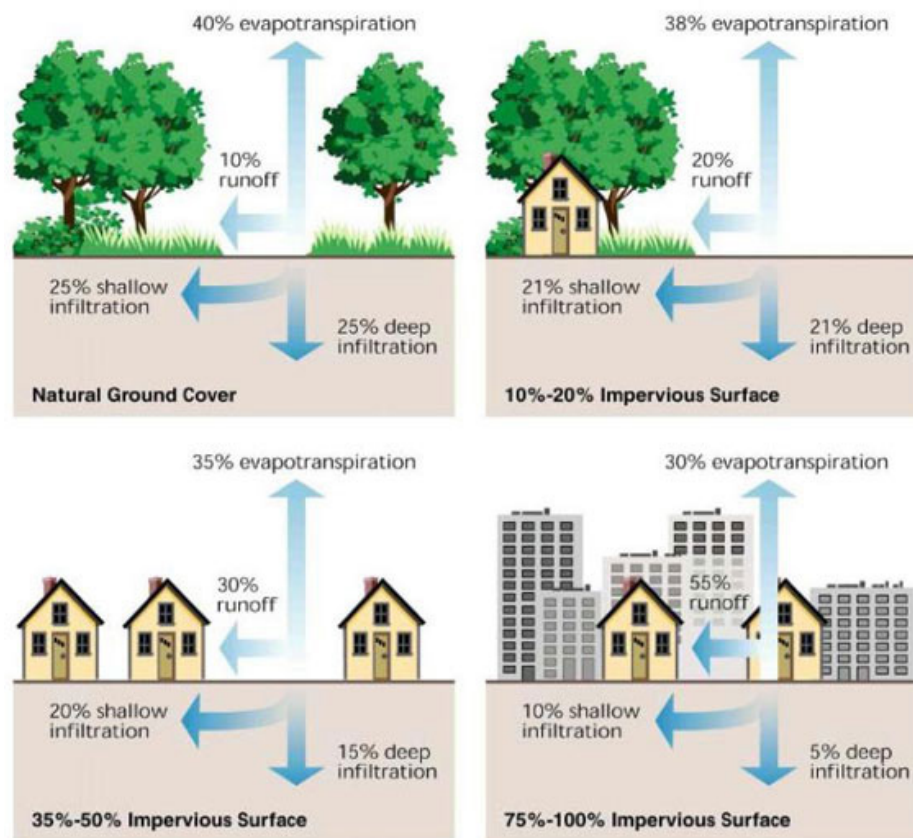 40% evapotranspiration
10%
runoff
25% shallow
infiltration
25% deep
infiltration
Natural Ground Cover
38% evapotranspiration
20%
runoff
21% shallow
infiltration
21% deep
infiltration
10%-20% Impervious Surface
35% evapotranspiration
30%
runoff
20% shallow
infiltration
15% deep
infiltration
35%-50% Impervious Surface
30% evapotranspiration
55%
runoff
10% shallow
infiltration
5% deep
infiltration
75%-100% Impervious Surface